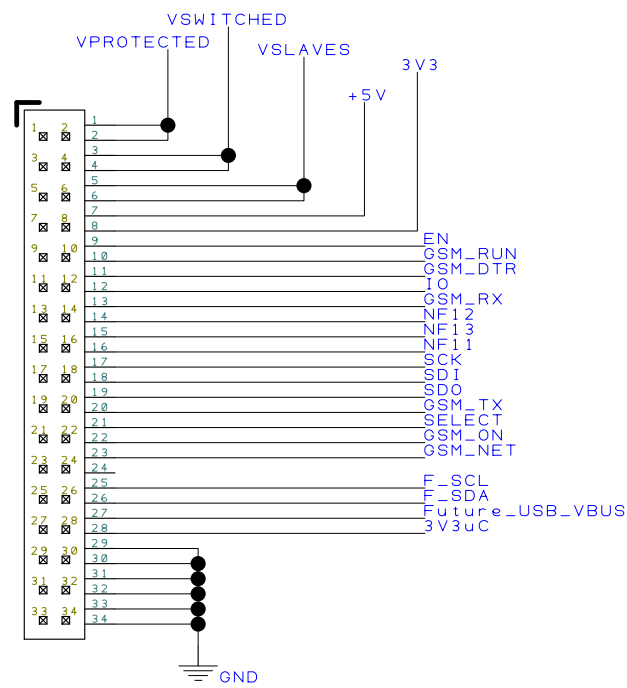 VSWITCHED
VPROTECTED
VSLAVES
3V3
+5V
1 2 1
2
3
3 4 4
5
5 6 6
7
7 8 8
9 EN
9 10 10 GSM_RUN
11 GSM_DTR
11 12 12 IO
13 GSM_RX
13 14 14 NF12
15 NF13
15 16 16 NF11
17 SCK
17 18 18 SDI
19 SDO
19 20 20 GSM_TX
21 SELECT
21 22 22 GSM_ON
23 GSM_NET
23 24 24
25 F_SCL
25 26 26 F_SDA
27 Future_USB_VBUS
27 28 28 3V3uC
29
29 30 30
31
31 32 32
33
33 34 34
GND